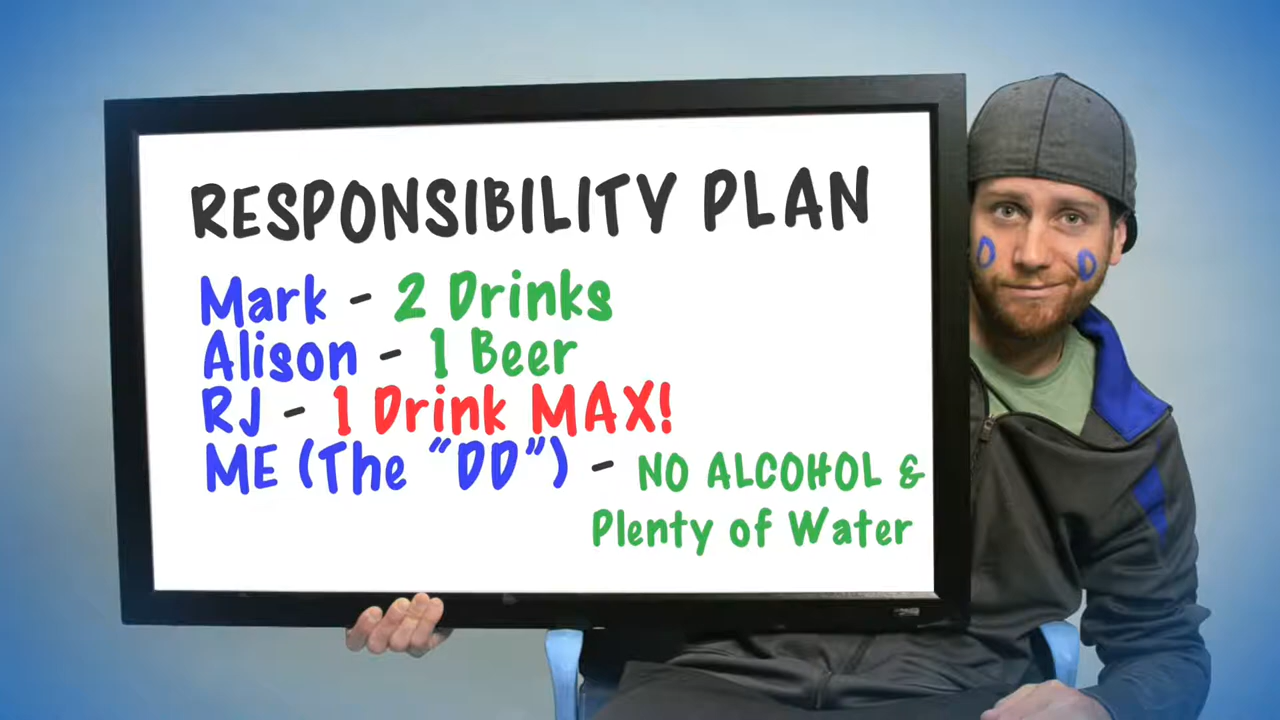 RESPONSIBILITY PLAN
Mark - 2 Drinks
Alison - 1 Beer
RJ - 1 Drink MAX!
ME (The "DD") - NO ALCOHOL &
Plenty of Water
D D